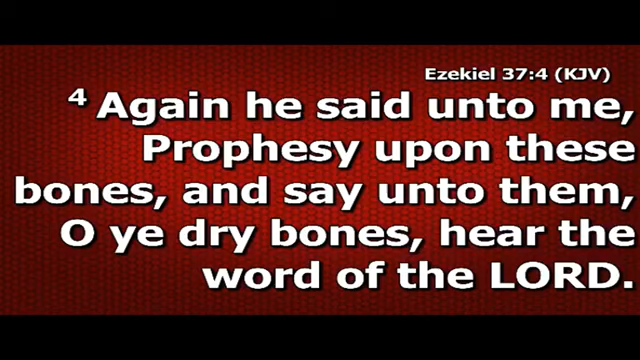 Ezekiel 37:4 (KJV)
4 Again he said unto me,
Prophesy upon these
bones, and say unto them,
O ye dry bones, hear the
word of the LORD.